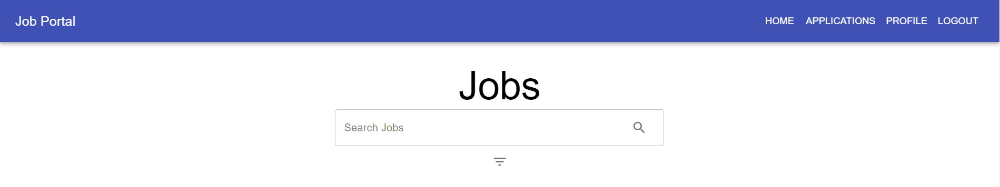 Job Portal HOME APPLICATIONS PROFILE LOGOUT
Jobs
Search Jobs